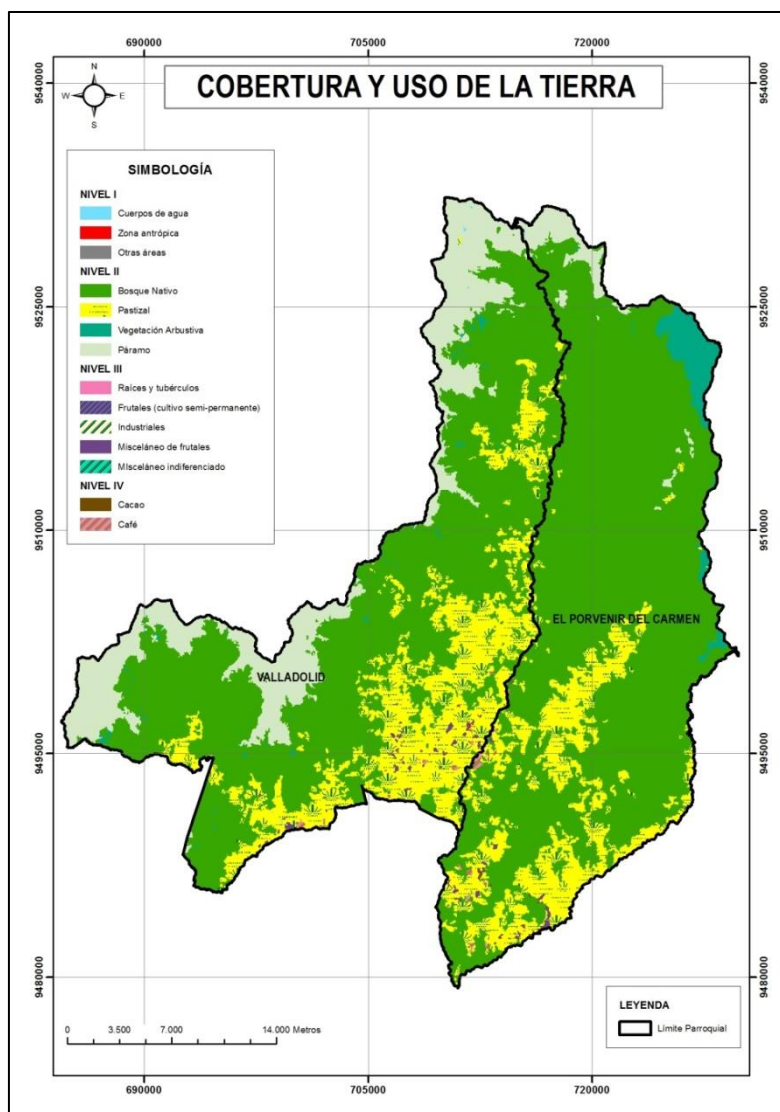 690000 705000 720000
COBERTURA Y USO DE LA TIERRA
N
W E
S
9540000 9540000
SIMBOLOGÍA
NIVEL I
Cuerpos de agua
Zona antrópica
Otras áreas
NIVEL II
Bosque Nativo
Pastizal
Vegetación Arbustiva
Páramo
NIVEL III
Raíces y tubérculos
Frutales (cultivo semi-permanente)
Industriales
Misceláneo de frutales
MIsceláneo indiferenciado
NIVEL IV
Cacao
Café
9525000 9525000
9510000 9510000
EL PORVENIR DEL CARMEN
VALLADOLID
9495000 9495000
9480000 9480000
LEYENDA
Límite Parroquial
0 3.500 7.000 14.000 Metros
690000 705000 720000